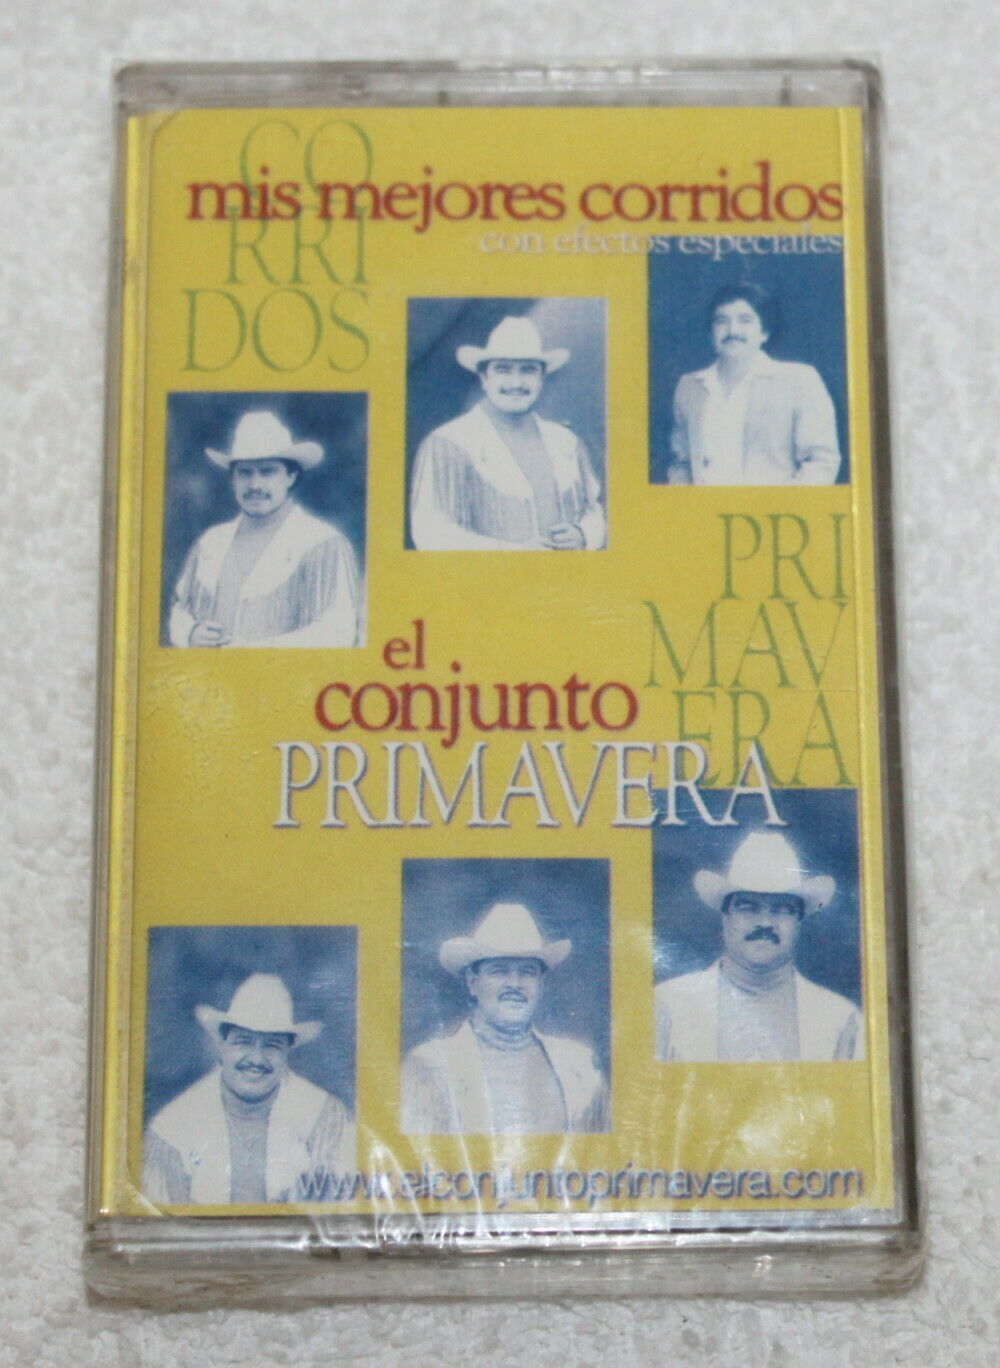 CO
RRI
DOS
mis mejores corridos
con efectos especiales
PRI
MAV
ERA
el
conjunto
PRIMAVERA
www.elconjuntoprimavera.com